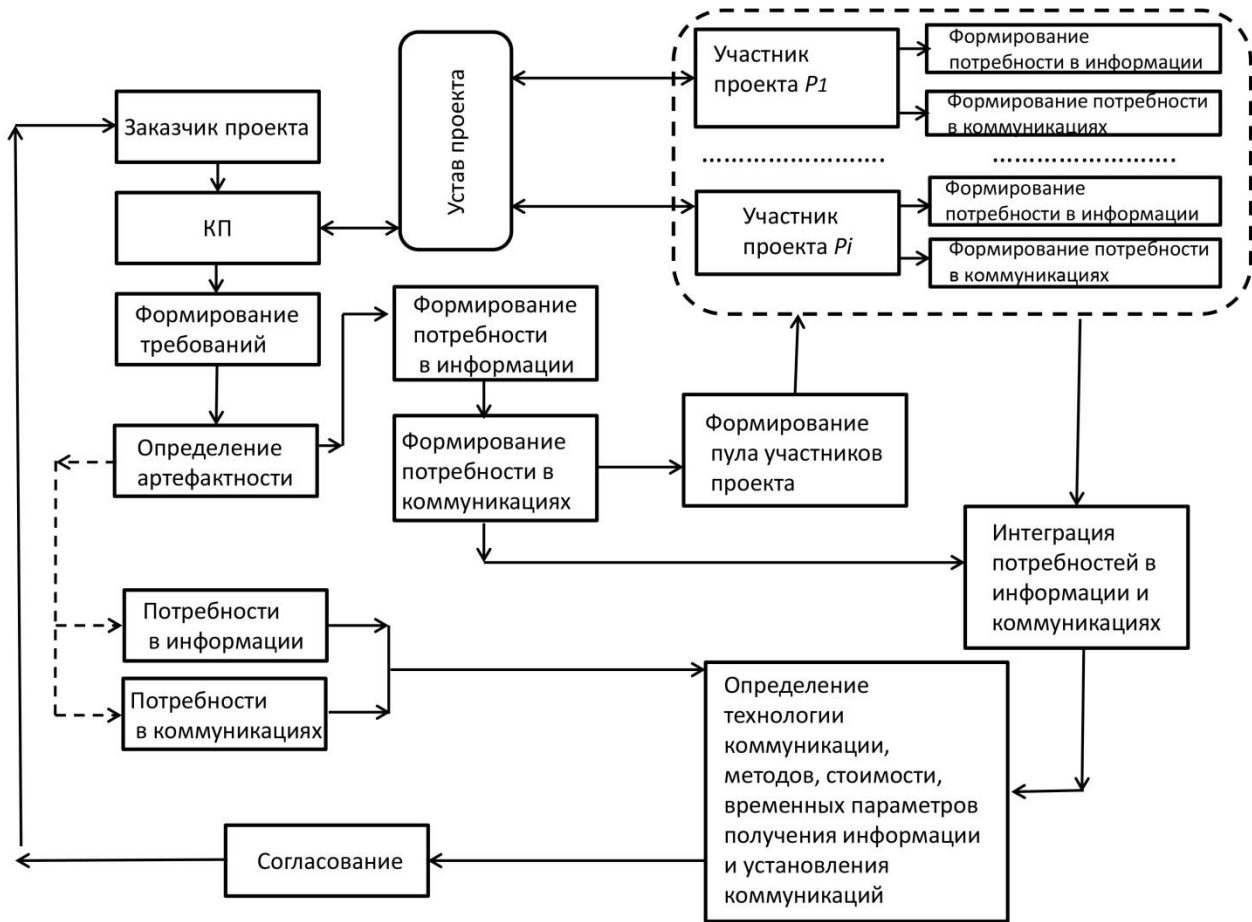 Заказчик проекта
КП
Формирование
требований
Определение
артефактности
Устав проекта
Участник
проекта P1
Формирование
потребности в информации
Формирование потребности
в коммуникациях
Участник
проекта Pi
Формирование
потребности в информации
Формирование потребности
в коммуникациях
Формирование
потребности
в информации
Формирование
потребности в
коммуникациях
Формирование
пула участников
проекта
Интеграция
потребностей в
информации и
коммуникациях
Потребности
в информации
Потребности
в коммуникациях
Определение
технологии
коммуникации,
методов, стоимости,
временных параметров
получения информации
и установления
коммуникаций
Согласование